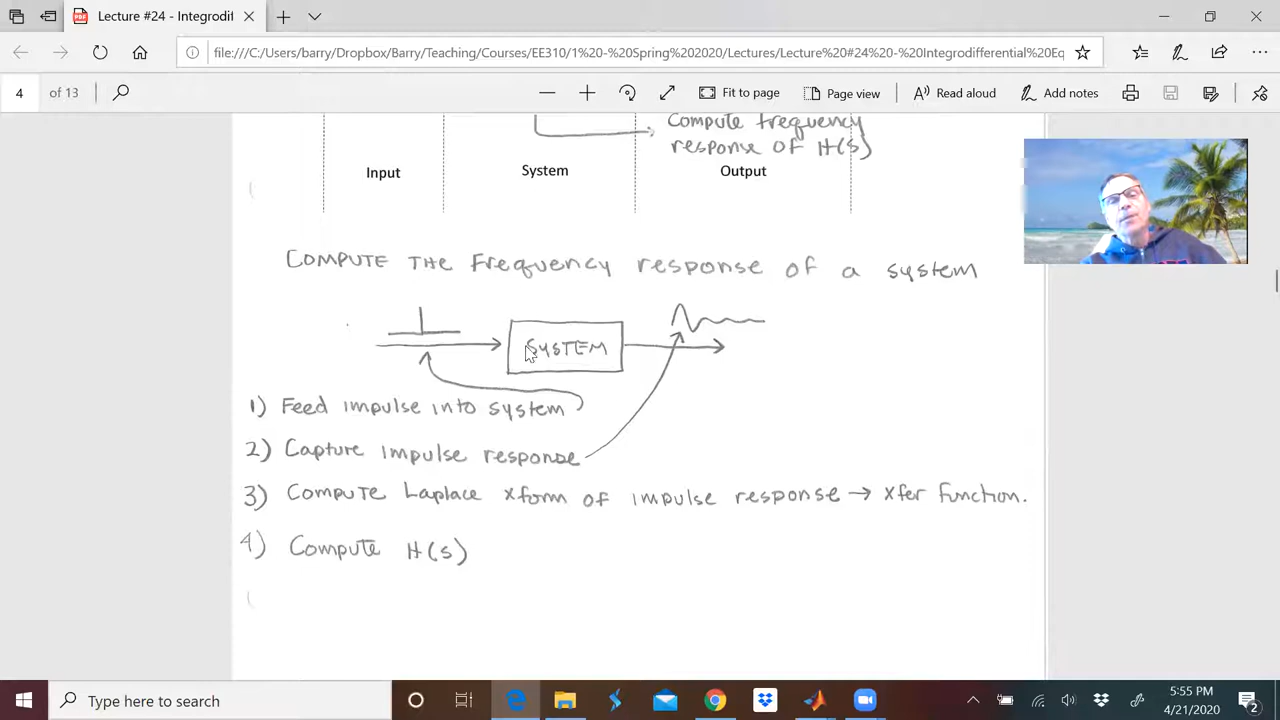 Lecture #24 - Integrodif
file:///C:/Users/barry/Dropbox/Barry/Teaching/Courses/EE310/1%20-%20Spring%202020/Lectures/Lecture%20#24%20-%20Integrodifferential%20Eq
4 of 13
Fit to page
Page view
Read aloud
Add notes
Compute frequency
response of H(s)
Input
System
Output
COMPUTE THE Frequency response of a system
SYSTEM
1) Feed impulse into system
2) Capture impulse response
3) Compute Laplace xform of impulse response → xfer function.
4) Compute H(s)
Type here to search
5:55 PM
4/21/2020